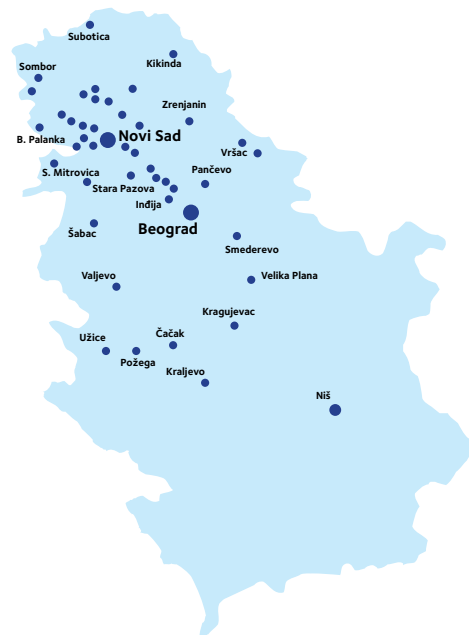 Subotica
Sombor
Kikinda
Zrenjanin
Novi Sad
B. Palanka
Vršac
S. Mitrovica
Pančevo
Stara Pazova
Inđija
Beograd
Šabac
Smederevo
Valjevo
Velika Plana
Kragujevac
Užice
Čačak
Požega
Kraljevo
Niš